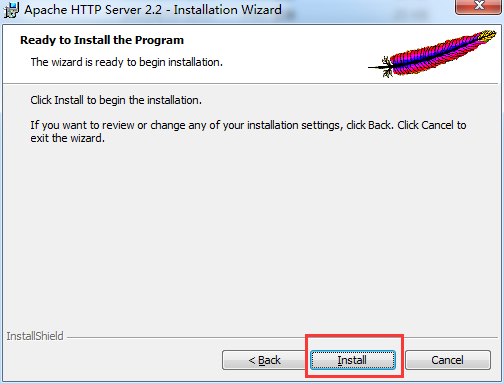 Apache HTTP Server 2.2 - Installation Wizard
Ready to Install the Program
The wizard is ready to begin installation.
Click Install to begin the installation.
If you want to review or change any of your installation settings, click Back. Click Cancel to
exit the wizard.
InstallShield
< Back
Install
Cancel